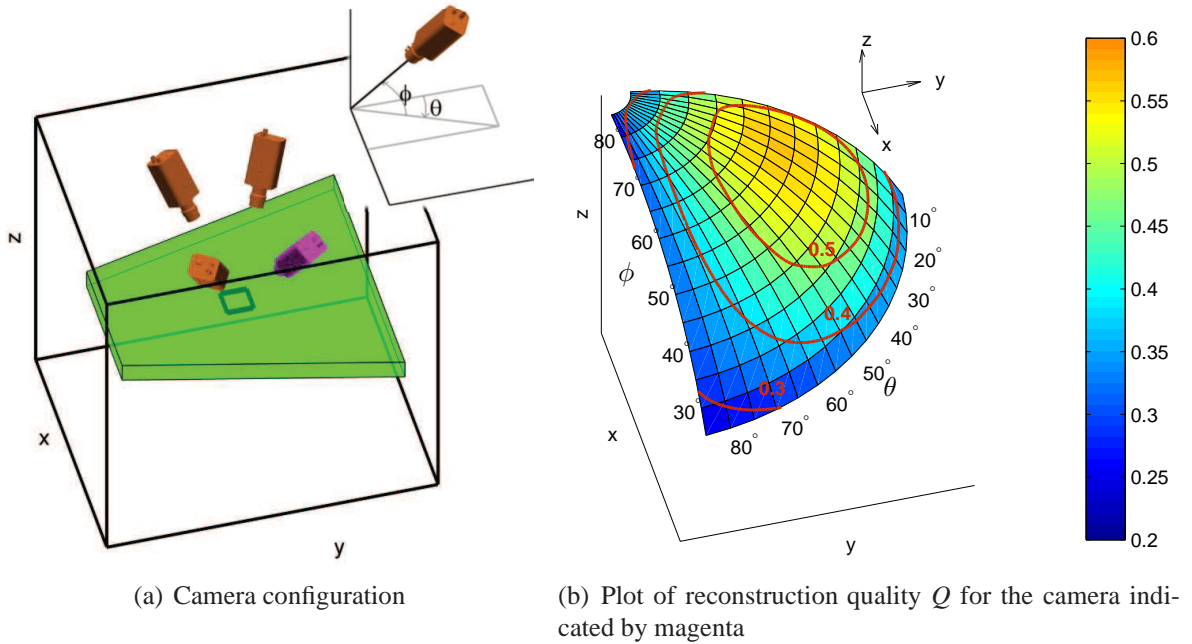 z
x
y
ϕ
θ
(a) Camera configuration
z
y
x
z
ϕ
80°
70°
60°
50°
40°
30°
10°
20°
30°
40°
50°
60°
70°
80°
θ
0.5
0.4
0.3
x
y
0.6
0.55
0.5
0.45
0.4
0.35
0.3
0.25
0.2
(b) Plot of reconstruction quality Q for the camera indi-
cated by magenta